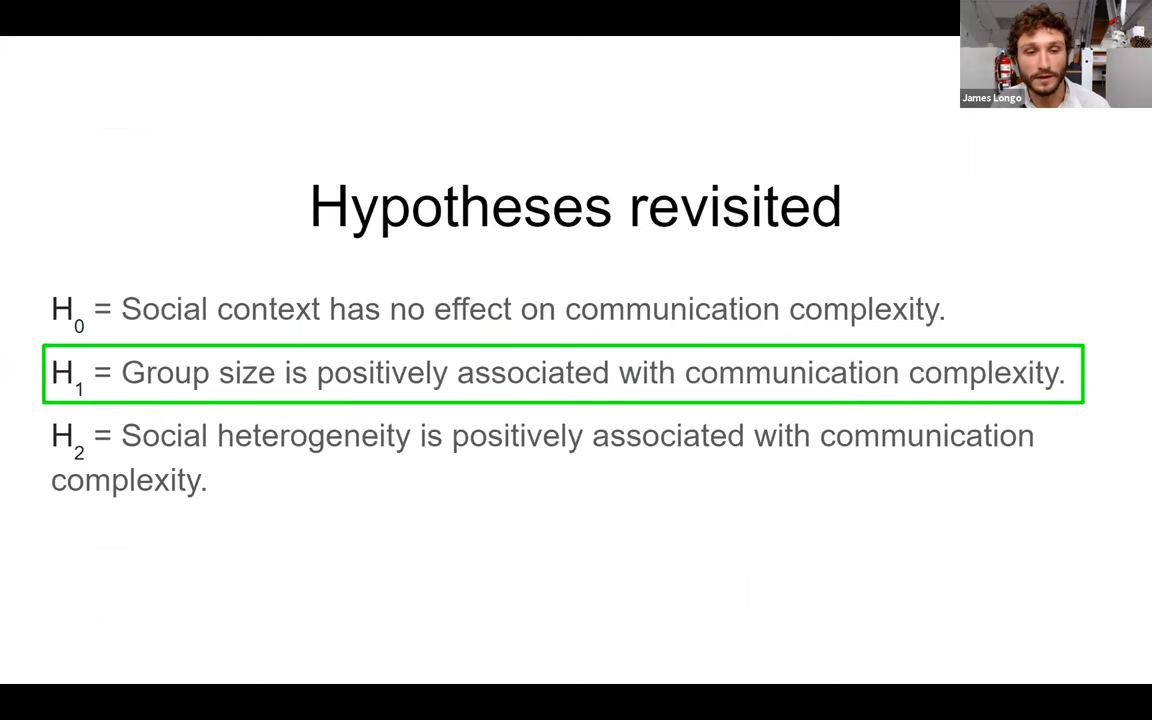 James Longo
Hypotheses revisited
H0 = Social context has no effect on communication complexity.
H1 = Group size is positively associated with communication complexity.
H2 = Social heterogeneity is positively associated with communication
complexity.